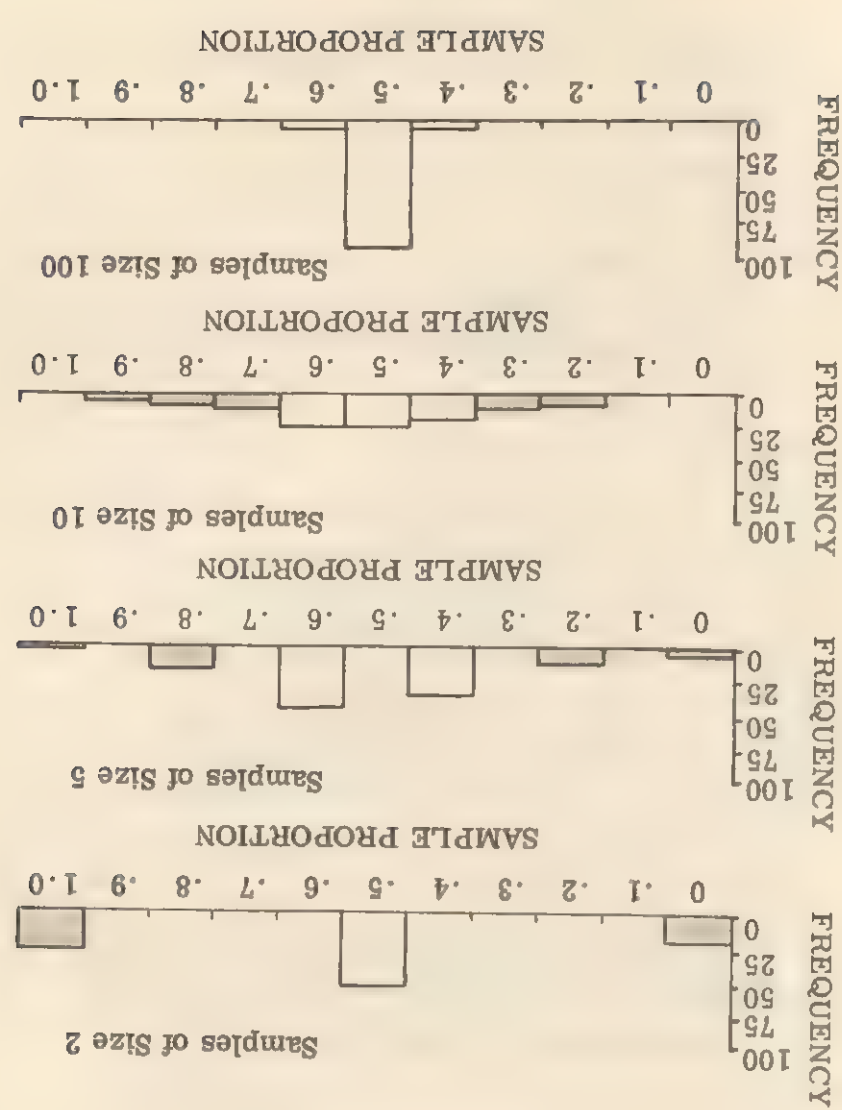 Samples of Size 2
FREQUENCY
100
75
50
25
0
0 .1 .2 .3 .4 .5 .6 .7 .8 .9 1.0
SAMPLE PROPORTION
Samples of Size 5
FREQUENCY
100
75
50
25
0
0 .1 .2 .3 .4 .5 .6 .7 .8 .9 1.0
SAMPLE PROPORTION
Samples of Size 10
FREQUENCY
100
75
50
25
0
0 .1 .2 .3 .4 .5 .6 .7 .8 .9 1.0
SAMPLE PROPORTION
Samples of Size 100
FREQUENCY
100
75
50
25
0
0 .1 .2 .3 .4 .5 .6 .7 .8 .9 1.0
SAMPLE PROPORTION